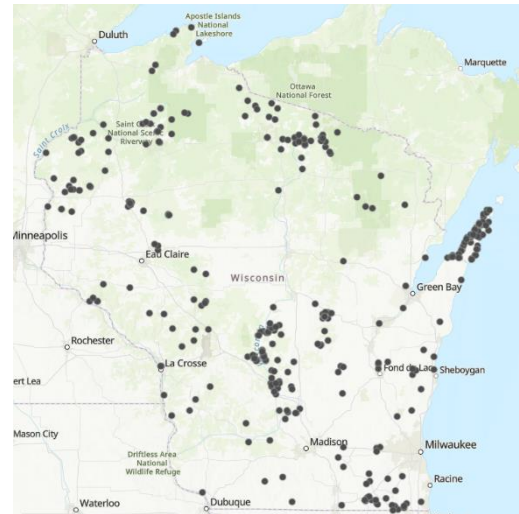 Apostle Islands
National
Lakeshore
Duluth
Marquette
Ottawa
National Forest
Saint Croix
National Scenic
Riverway
Saint Croix
Minneapolis
Eau Claire
Wisconsin
Green Bay
Rochester
La Crosse
Fond du Lac
Sheboygan
ert Lea
Mason City
Driftless Area
National
Wildlife Refuge
Madison
Milwaukee
Racine
Waterloo
Dubuque